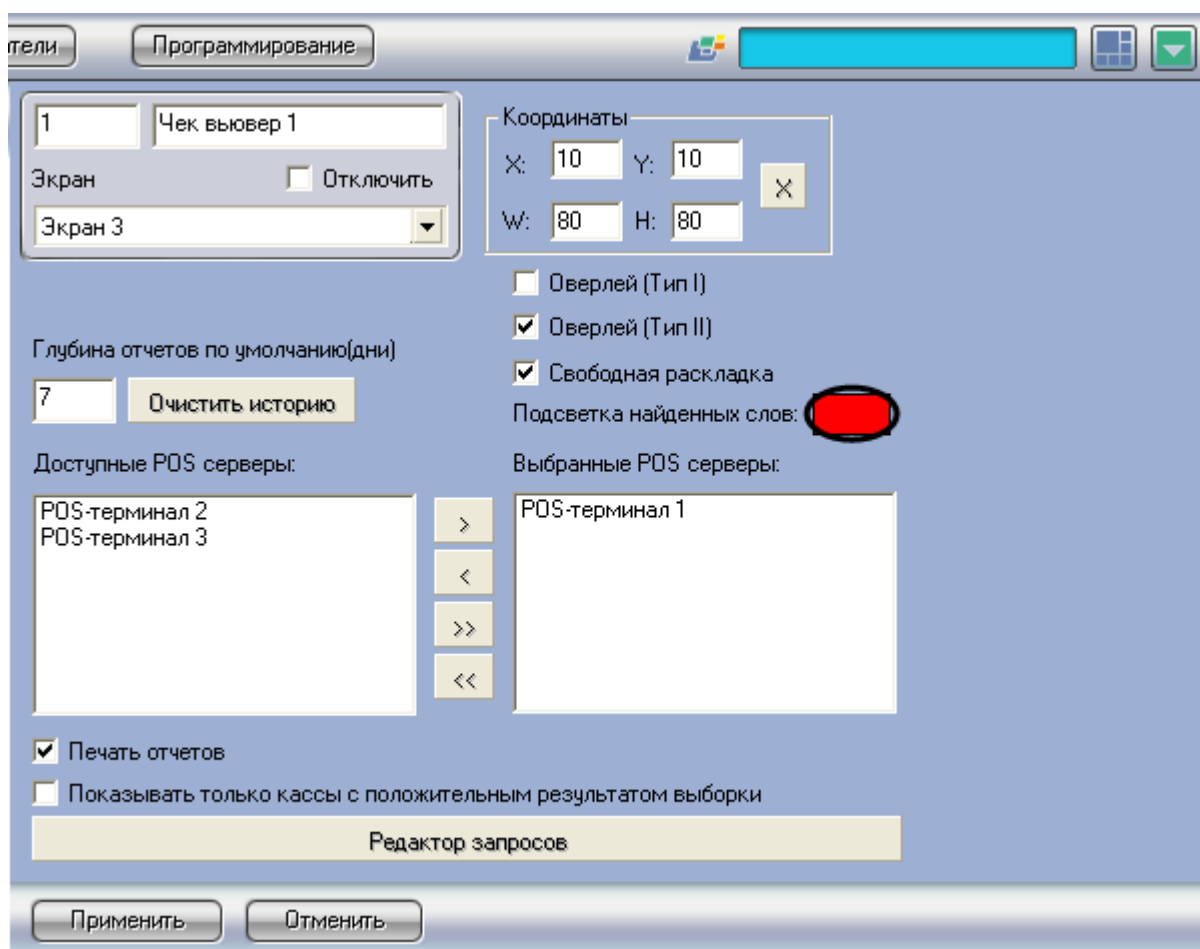 тели
Программирование
1
Чек вьювер 1
Экран
Отключить
Экран 3
Координаты
X: 10 Y: 10
X
W: 80 H: 80
Оверлей (Тип I)
Оверлей (Тип II)
Свободная раскладка
Подсветка найденных слов:
Глубина отчетов по умолчанию(дни)
7
Очистить историю
Доступные POS серверы:
POS-терминал 2
POS-терминал 3
>
<
>>
<<
Выбранные POS серверы:
POS-терминал 1
Печать отчетов
Показывать только кассы с положительным результатом выборки
Редактор запросов
Применить
Отменить